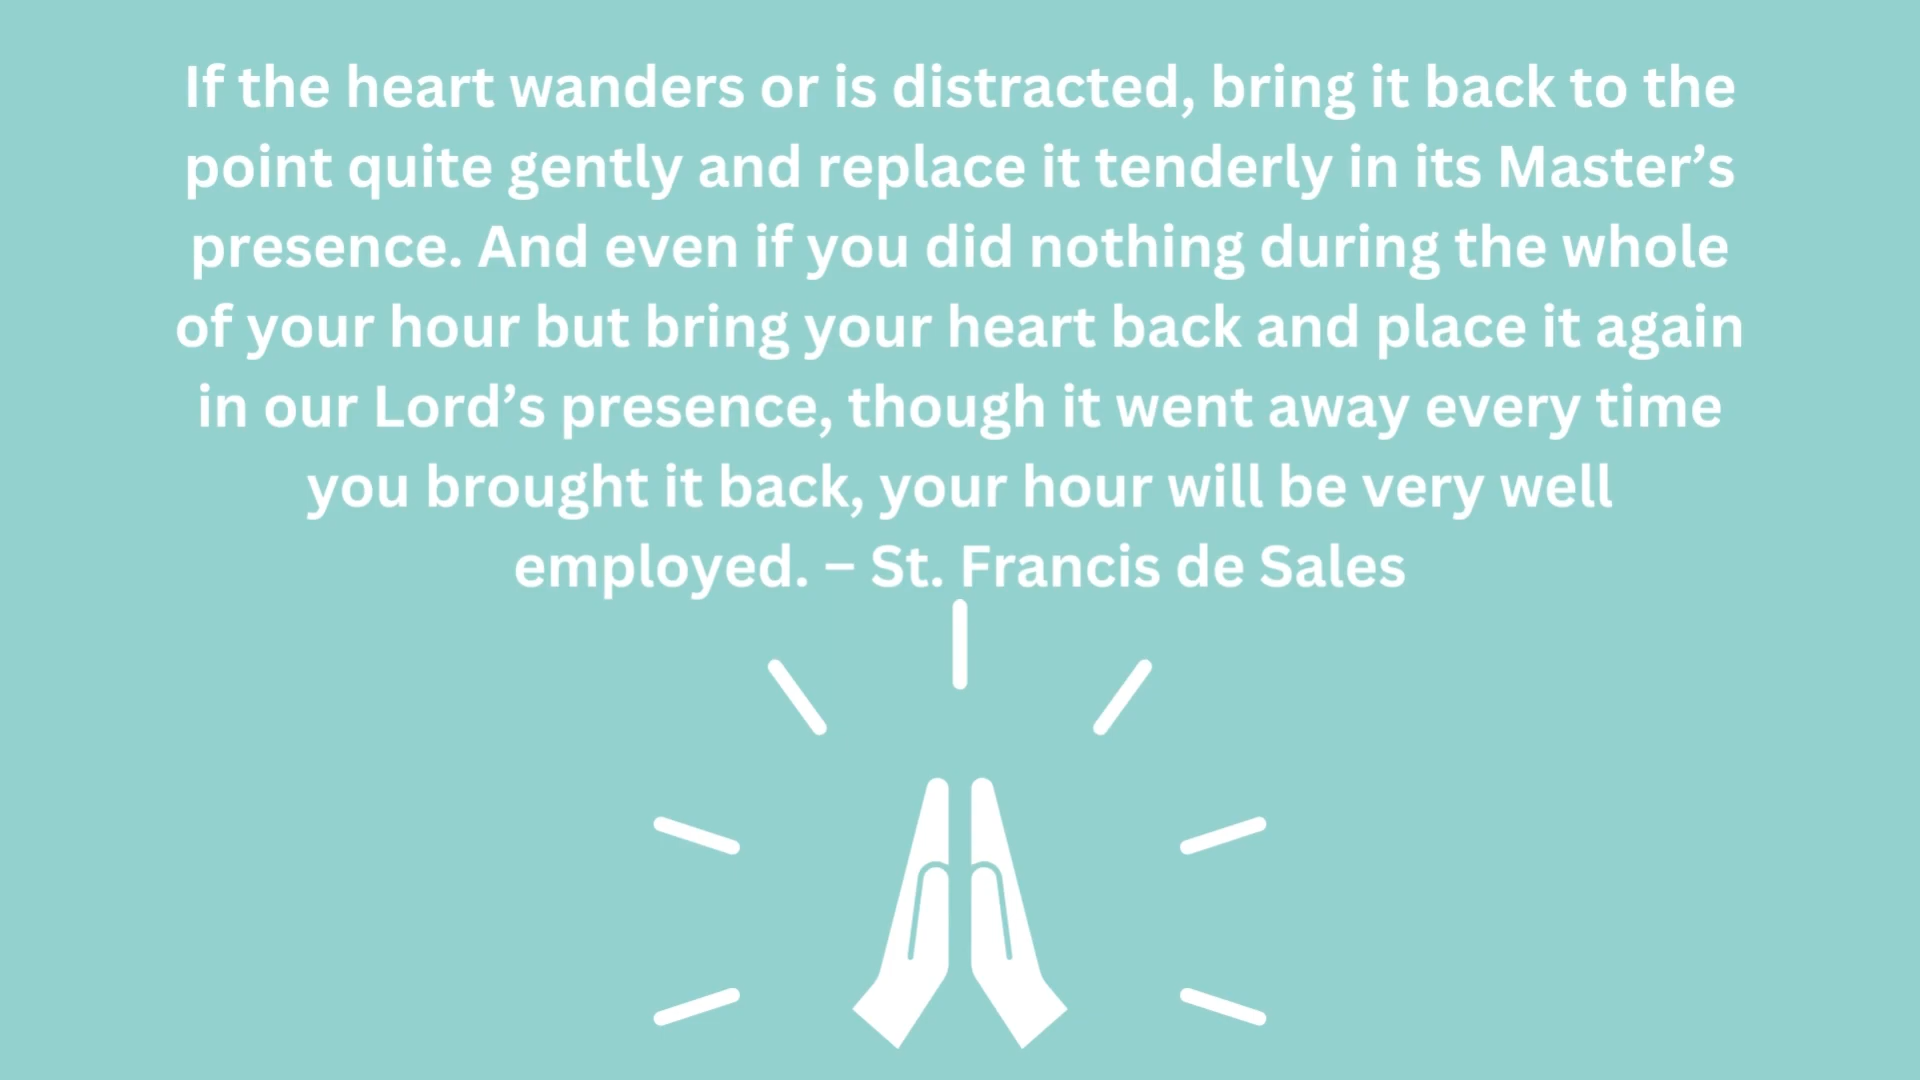 If the heart wanders or is distracted, bring it back to the
point quite gently and replace it tenderly in its Master’s
presence. And even if you did nothing during the whole
of your hour but bring your heart back and place it again
in our Lord’s presence, though it went away every time
you brought it back, your hour will be very well
employed. – St. Francis de Sales